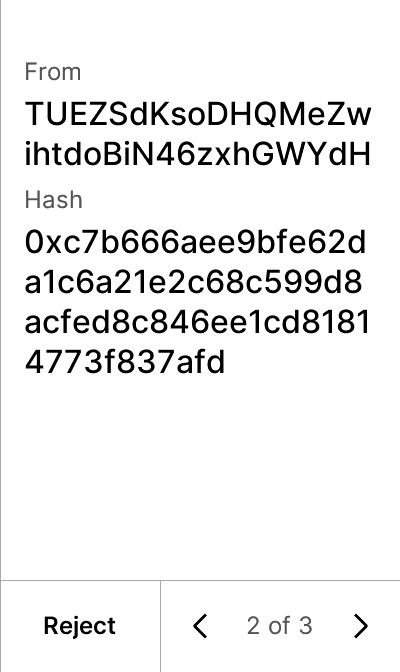 From
TUEZSdKsoDHQMeZw
ihtdoBiN46zxhGWYdH
Hash
0xc7b666aee9bfe62d
a1c6a21e2c68c599d8
acfed8c846ee1cd8181
4773f837afd
Reject
2 of 3